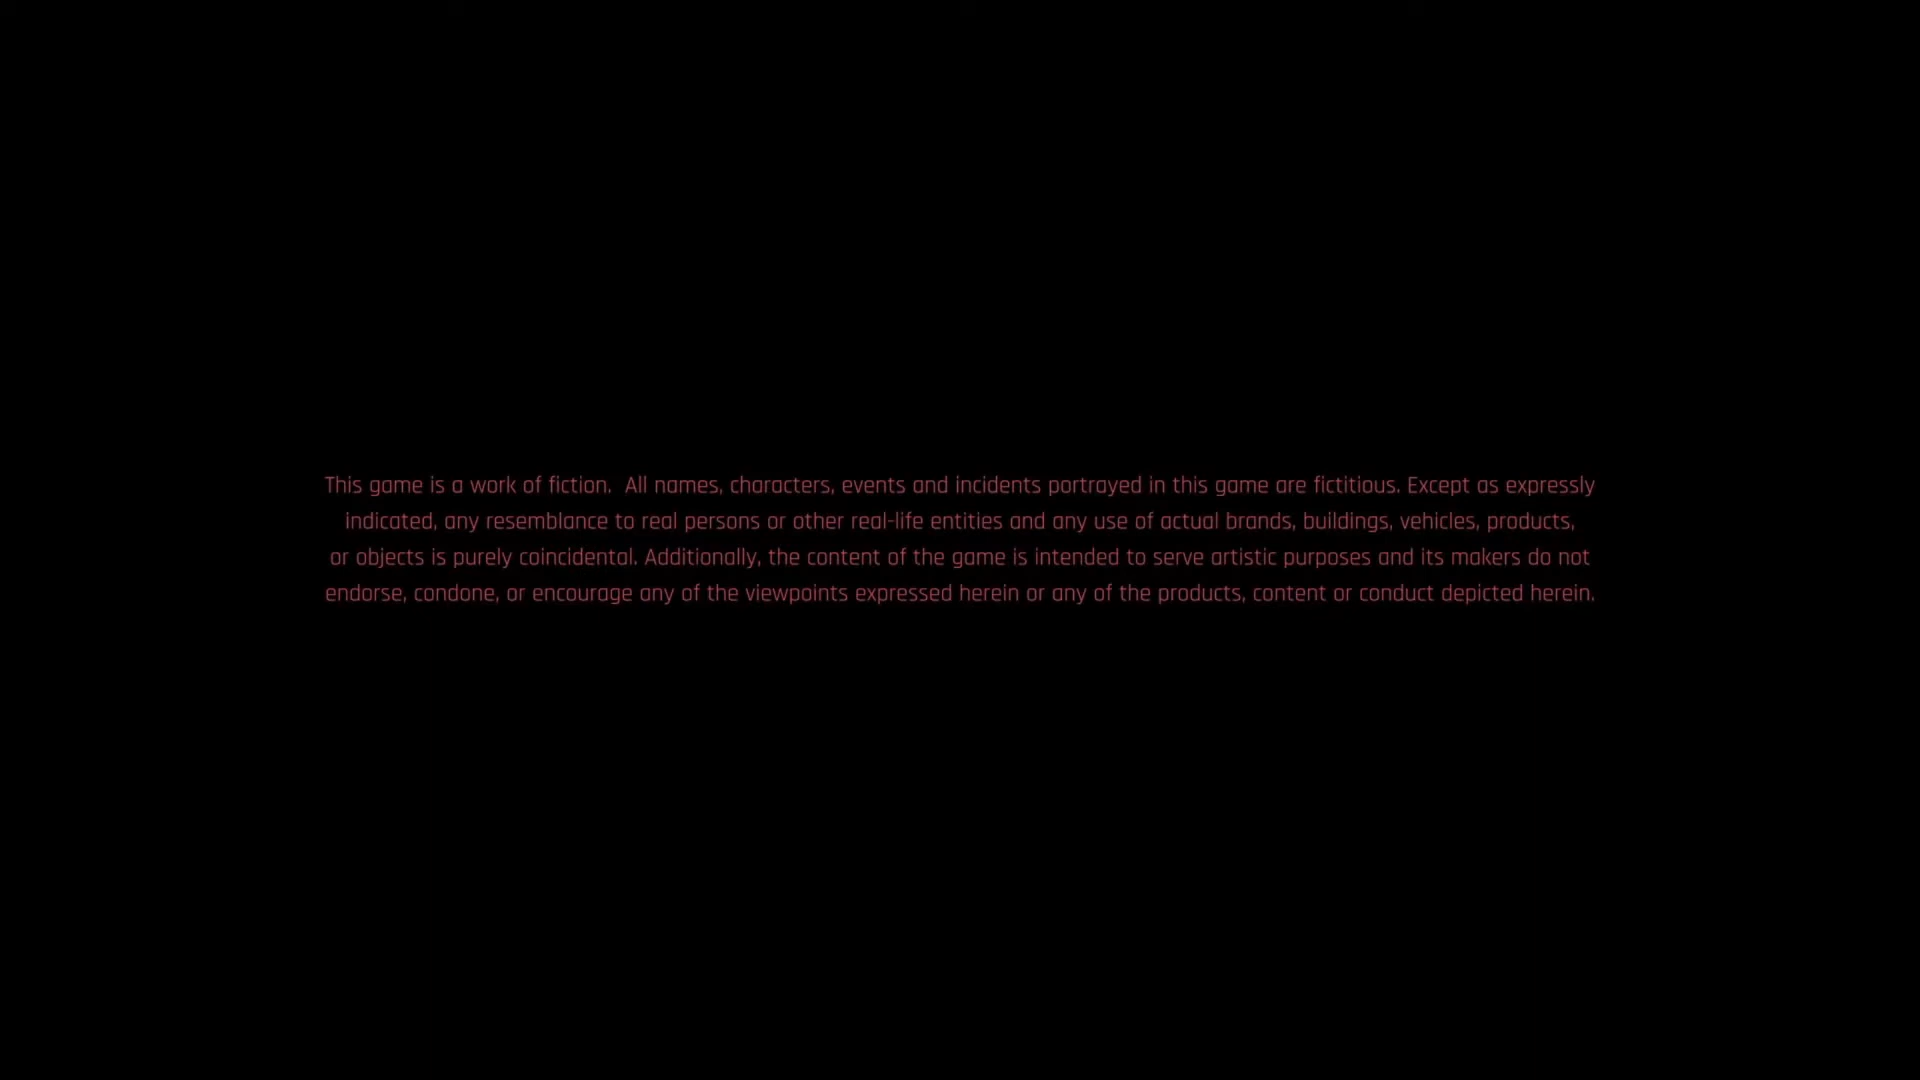 This game is a work of fiction.  All names, characters, events and incidents portrayed in this game are fictitious. Except as expressly
indicated, any resemblance to real persons or other real-life entities and any use of actual brands, buildings, vehicles, products,
or objects is purely coincidental. Additionally, the content of the game is intended to serve artistic purposes and its makers do not
endorse, condone, or encourage any of the viewpoints expressed herein or any of the products, content or conduct depicted herein.